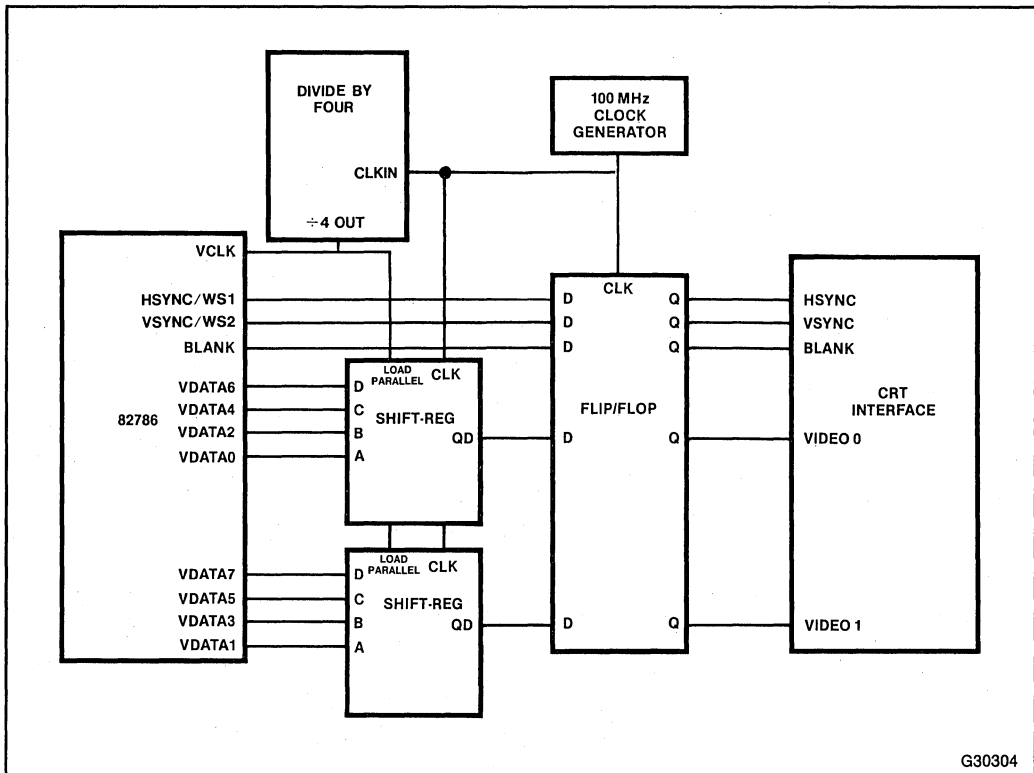 DIVIDE BY
FOUR
CLKIN
÷4 OUT
100 MHz
CLOCK
GENERATOR
82786
VCLK
HSYNC/WS1
VSYNC/WS2
BLANK
VDATA6
VDATA4
VDATA2
VDATA0
VDATA7
VDATA5
VDATA3
VDATA1
LOAD
PARALLEL
CLK
D
C
B
A
SHIFT-REG
QD
LOAD
PARALLEL
CLK
D
C
B
A
SHIFT-REG
QD
CLK
D
D
D
D
D
FLIP/FLOP
Q
Q
Q
Q
Q
HSYNC
VSYNC
BLANK
CRT
INTERFACE
VIDEO 0
VIDEO 1
G30304